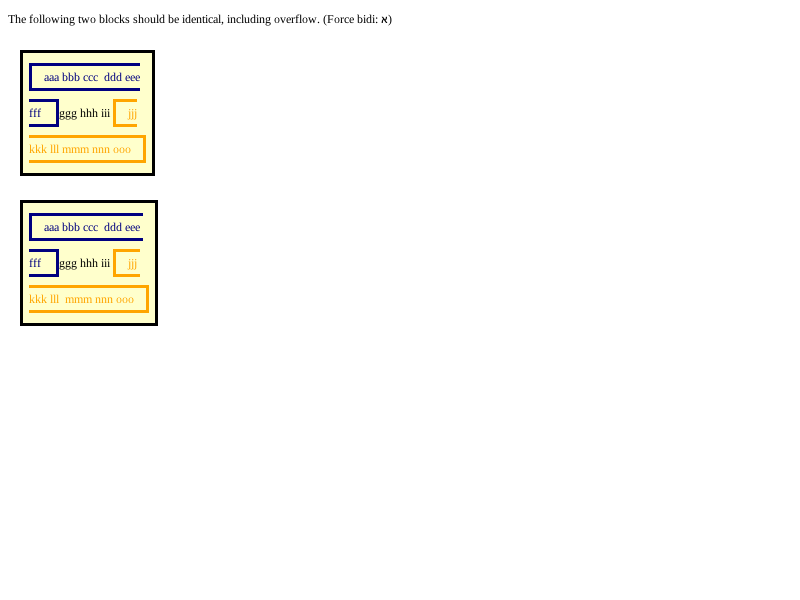 The following two blocks should be identical, including overflow. (Force bidi: א)
aaa bbb ccc  ddd eee
fff ggg hhh iii jjj
kkk lll mmm nnn ooo
aaa bbb ccc  ddd eee
fff ggg hhh iii jjj
kkk lll  mmm nnn ooo